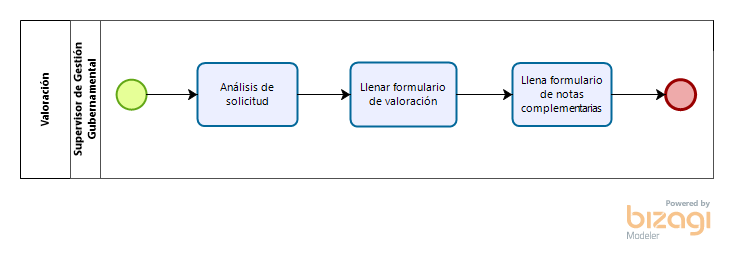 Valoración
Supervisor de Gestión
Gubernamental
Análisis de
solicitud
Llenar formulario
de valoración
Llena formulario
de notas
complementarias
Powered by
bizagi
Modeler